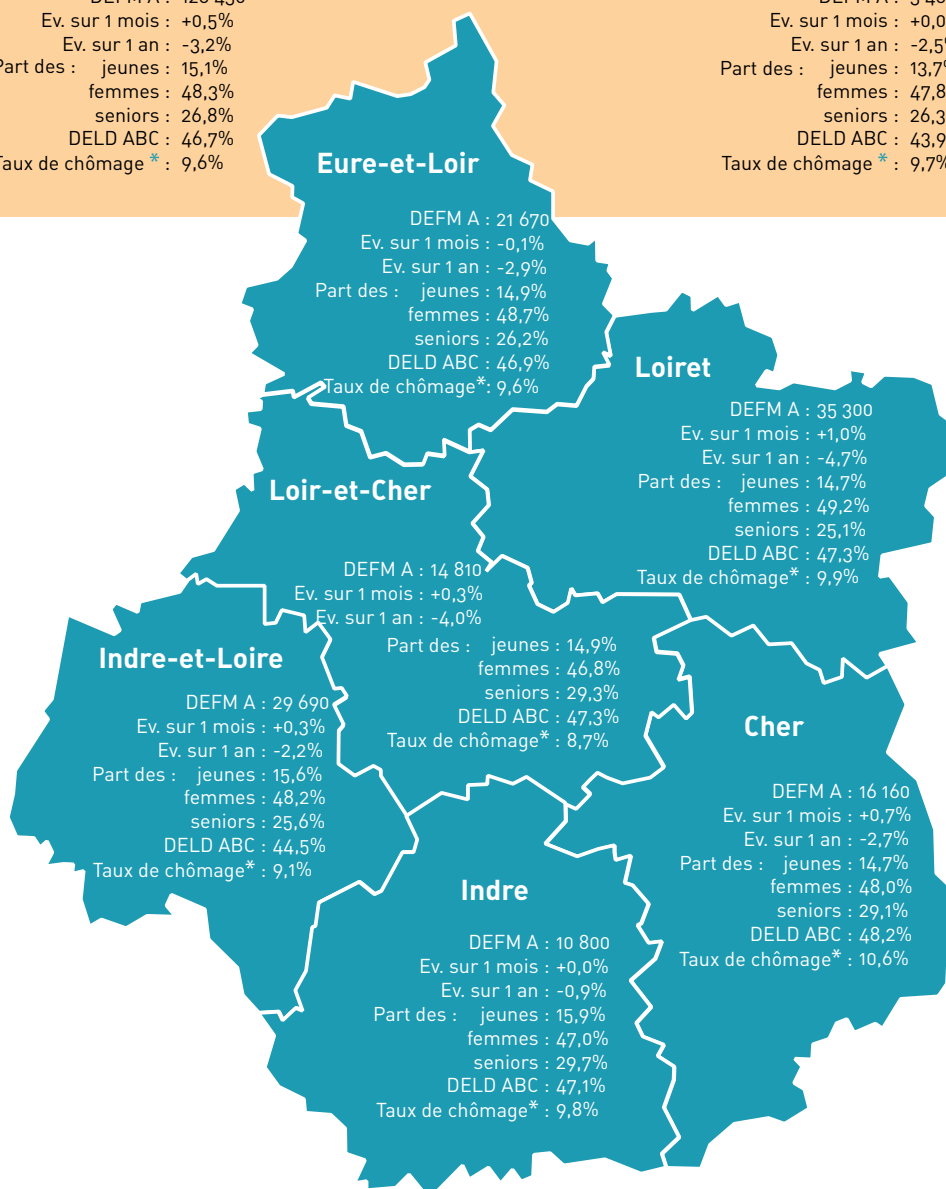 Ev. sur 1 mois : +0,5%
Ev. sur 1 an : -3,2%
Part des : jeunes : 15,1%
femmes : 48,3%
seniors : 26,8%
DELD ABC : 46,7%
Taux de chômage * : 9,6%
Ev. sur 1 mois : +0,0
Ev. sur 1 an : -2,5%
Part des : jeunes : 13,7%
femmes : 47,8
seniors : 26,3
DELD ABC : 43,9
Taux de chômage * : 9,7%
Eure-et-Loir
DEFM A : 21 670
Ev. sur 1 mois : -0,1%
Ev. sur 1 an : -2,9%
Part des : jeunes : 14,9%
femmes : 48,7%
seniors : 26,2%
DELD ABC : 46,9%
Taux de chômage* : 9,6%
Loiret
DEFM A : 35 300
Ev. sur 1 mois : +1,0%
Ev. sur 1 an : -4,7%
Part des : jeunes : 14,7%
femmes : 49,2%
seniors : 25,1%
DELD ABC : 47,3%
Taux de chômage* : 9,9%
Loir-et-Cher
DEFM A : 14 810
Ev. sur 1 mois : +0,3%
Ev. sur 1 an : -4,0%
Part des : jeunes : 14,9%
femmes : 46,8%
seniors : 29,3%
DELD ABC : 47,3%
Taux de chômage* : 8,7%
Indre-et-Loire
DEFM A : 29 690
Ev. sur 1 mois : +0,3%
Ev. sur 1 an : -2,2%
Part des : jeunes : 15,6%
femmes : 48,2%
seniors : 25,6%
DELD ABC : 44,5%
Taux de chômage* : 9,1%
Cher
DEFM A : 16 160
Ev. sur 1 mois : +0,7%
Ev. sur 1 an : -2,7%
Part des : jeunes : 14,7%
femmes : 48,0%
seniors : 29,1%
DELD ABC : 48,2%
Taux de chômage* : 10,6%
Indre
DEFM A : 10 800
Ev. sur 1 mois : +0,0%
Ev. sur 1 an : -0,9%
Part des : jeunes : 15,9%
femmes : 47,0%
seniors : 29,7%
DELD ABC : 47,1%
Taux de chômage* : 9,8%